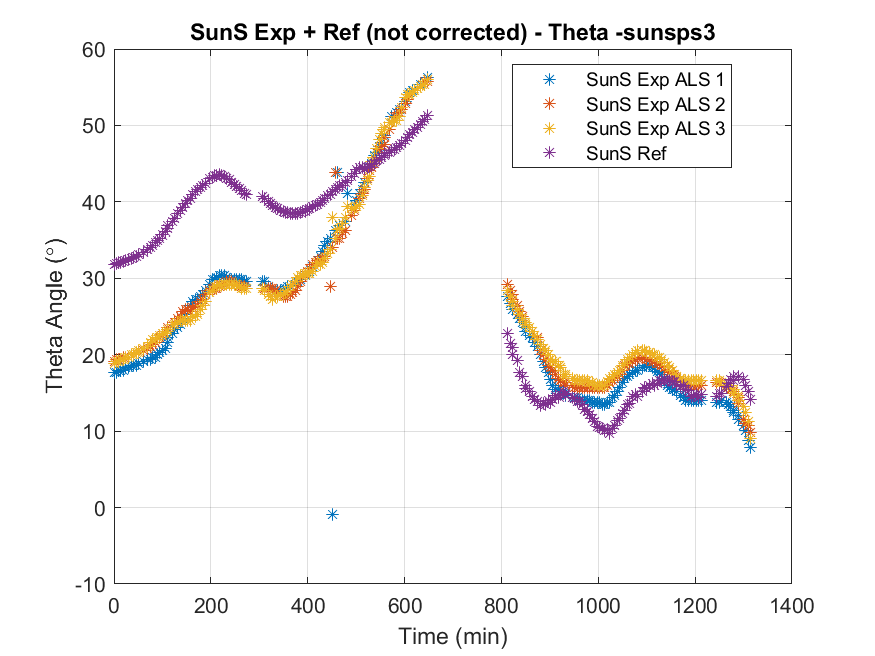 SunS Exp + Ref (not corrected) - Theta -sunsps3
60
50
40
30
20
10
0
-10
Theta Angle (°)
SunS Exp ALS 1
SunS Exp ALS 2
SunS Exp ALS 3
SunS Ref
0 200 400 600 800 1000 1200 1400
Time (min)